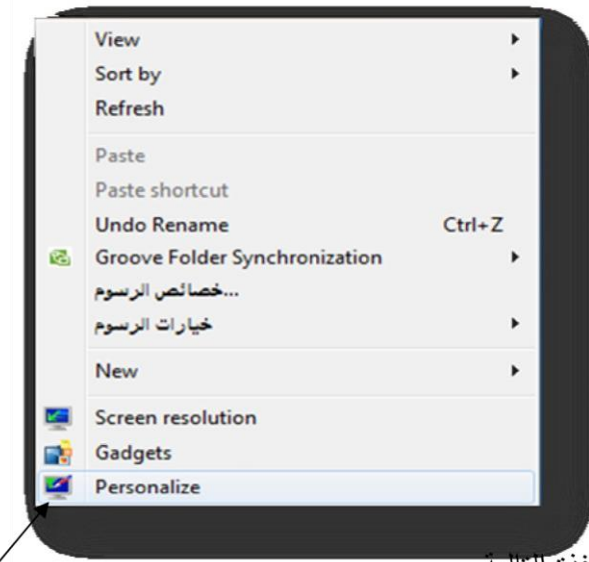 View
Sort by
Refresh
Paste
Paste shortcut
Undo Rename Ctrl+Z
Groove Folder Synchronization
خصائص الرسوم...
خيارات الرسوم
New
Screen resolution
Gadgets
Personalize